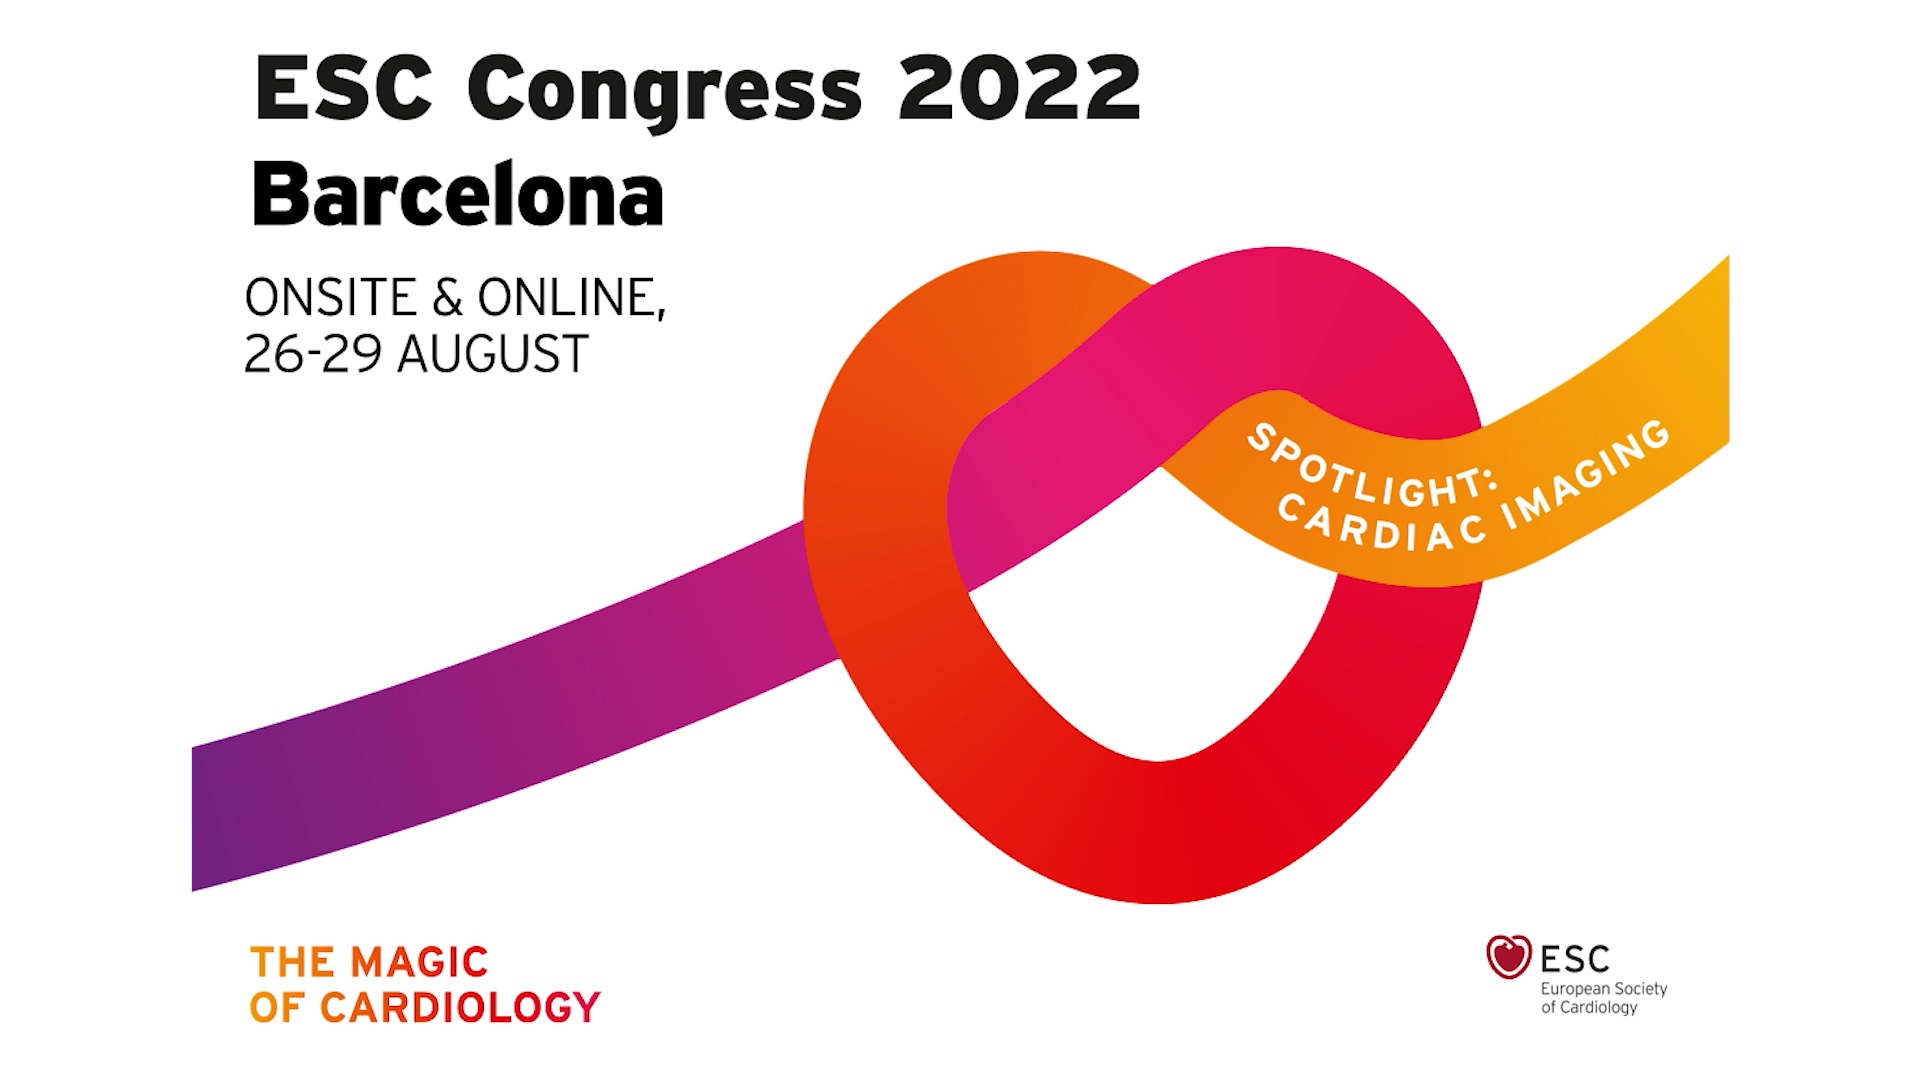 ESC Congress 2022
Barcelona
ONSITE & ONLINE,
26-29 AUGUST
SPOTLIGHT:
CARDIAC IMAGING
THE MAGIC
OF CARDIOLOGY
ESC
European Society
of Cardiology